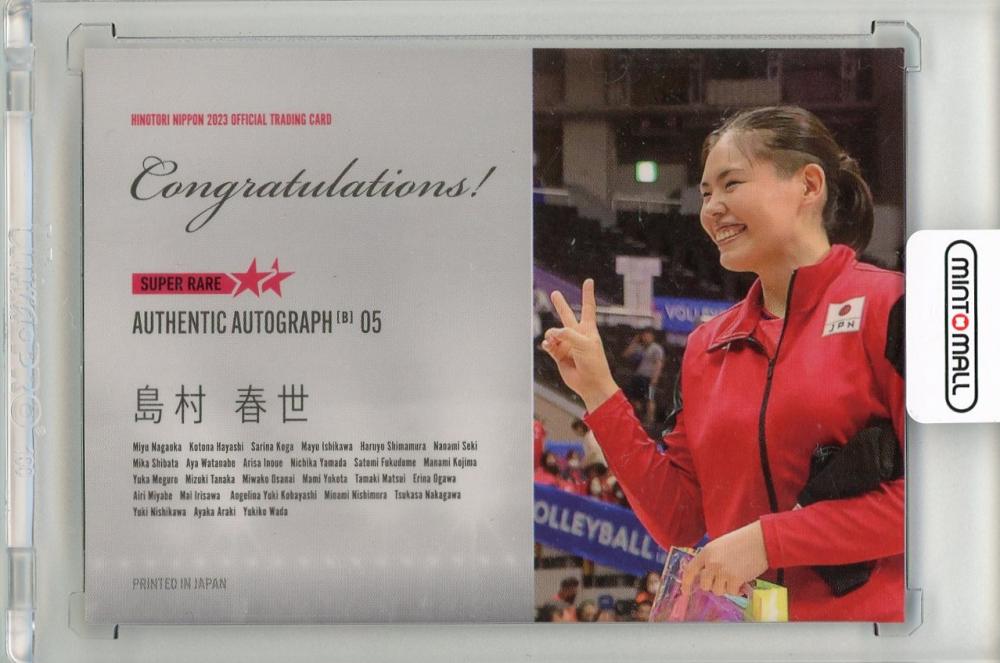 HINOTORI NIPPON 2023 OFFICIAL TRADING CARD
Congratulations!
SUPER RARE
AUTHENTIC AUTOGRAPH [B] 05
島村 春世
Miyu Nagaoka Kotona Hayashi Sarina Koga Mayu Ishikawa Haruyo Shimamura Nanami Seki
Mika Shibata Aya Watanabe Arisa Inoue Nichika Yamada Satomi Fukudome Manami Kojima
Yuka Meguro Mizuki Tanaka Miwako Osanai Mami Yokota Tamaki Matsui Erina Ogawa
Airi Miyabe Mai Irisawa Angelina Yuki Kobayashi Minami Nishimura Tsukasa Nakagawa
Yuki Nishikawa Ayaka Araki Yukiko Wada
PRINTED IN JAPAN
JPN
VOLLEYBALL
MINTOMALL